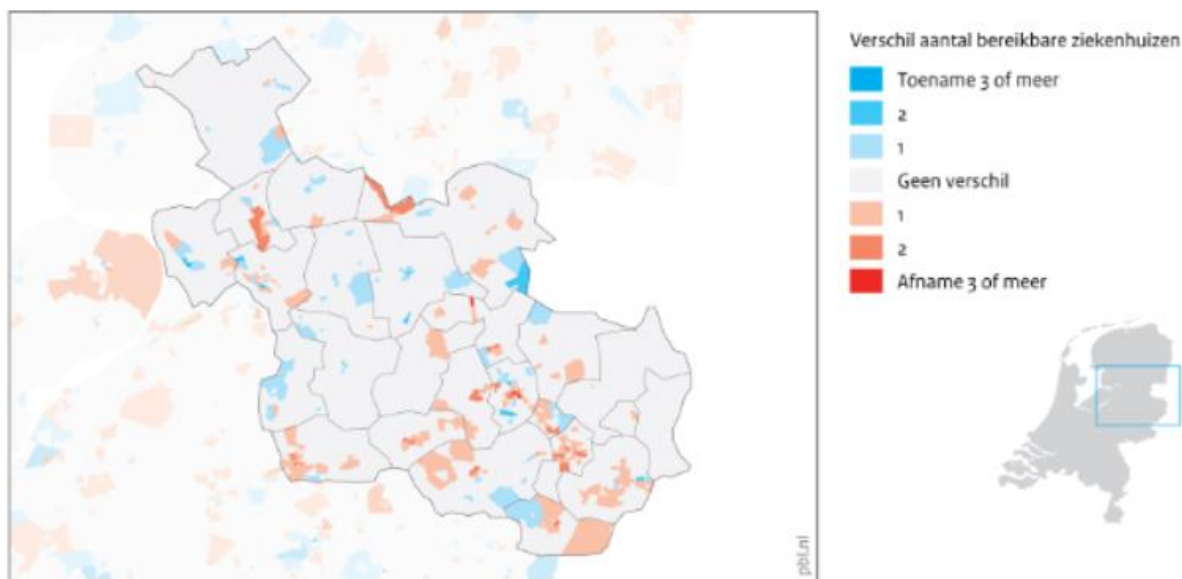 Verschil aantal bereikbare ziekenhuizen
Toename 3 of meer
2
1
Geen verschil
1
2
Afname 3 of meer
pbl.nl